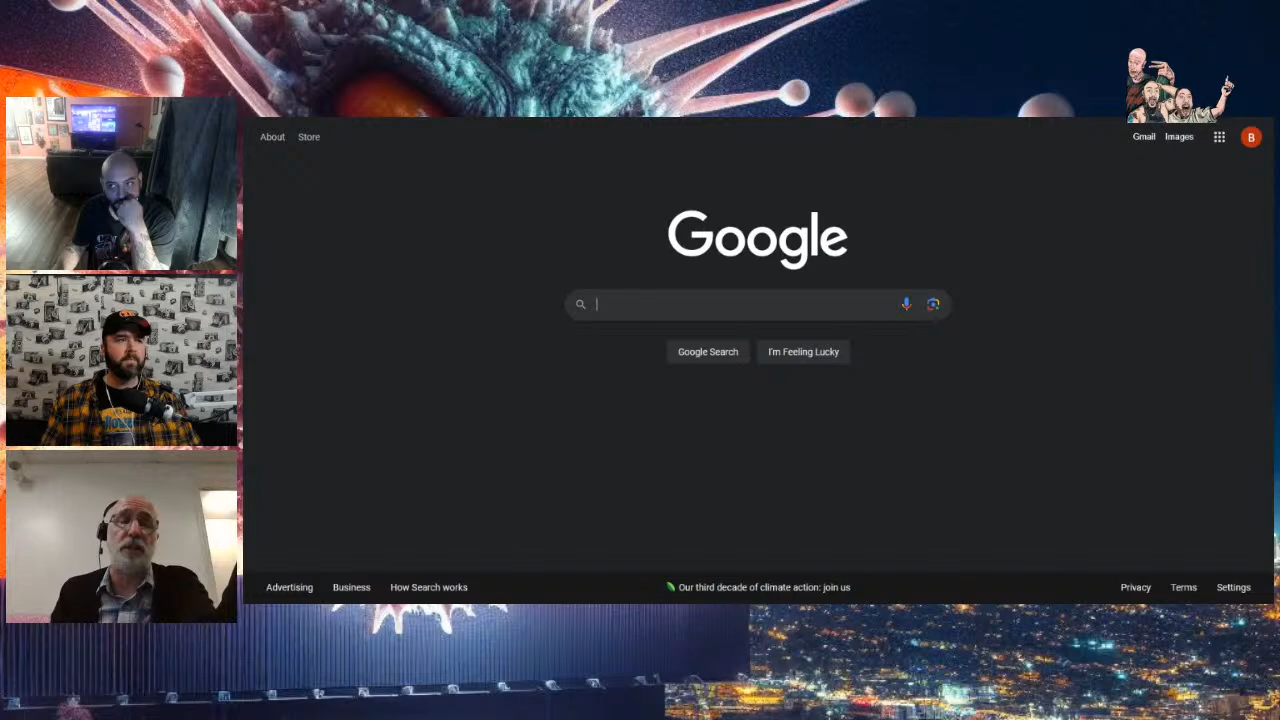 About Store
Gmail Images
B
Google
Google Search I'm Feeling Lucky
Advertising Business How Search works
Our third decade of climate action: join us
Privacy Terms Settings